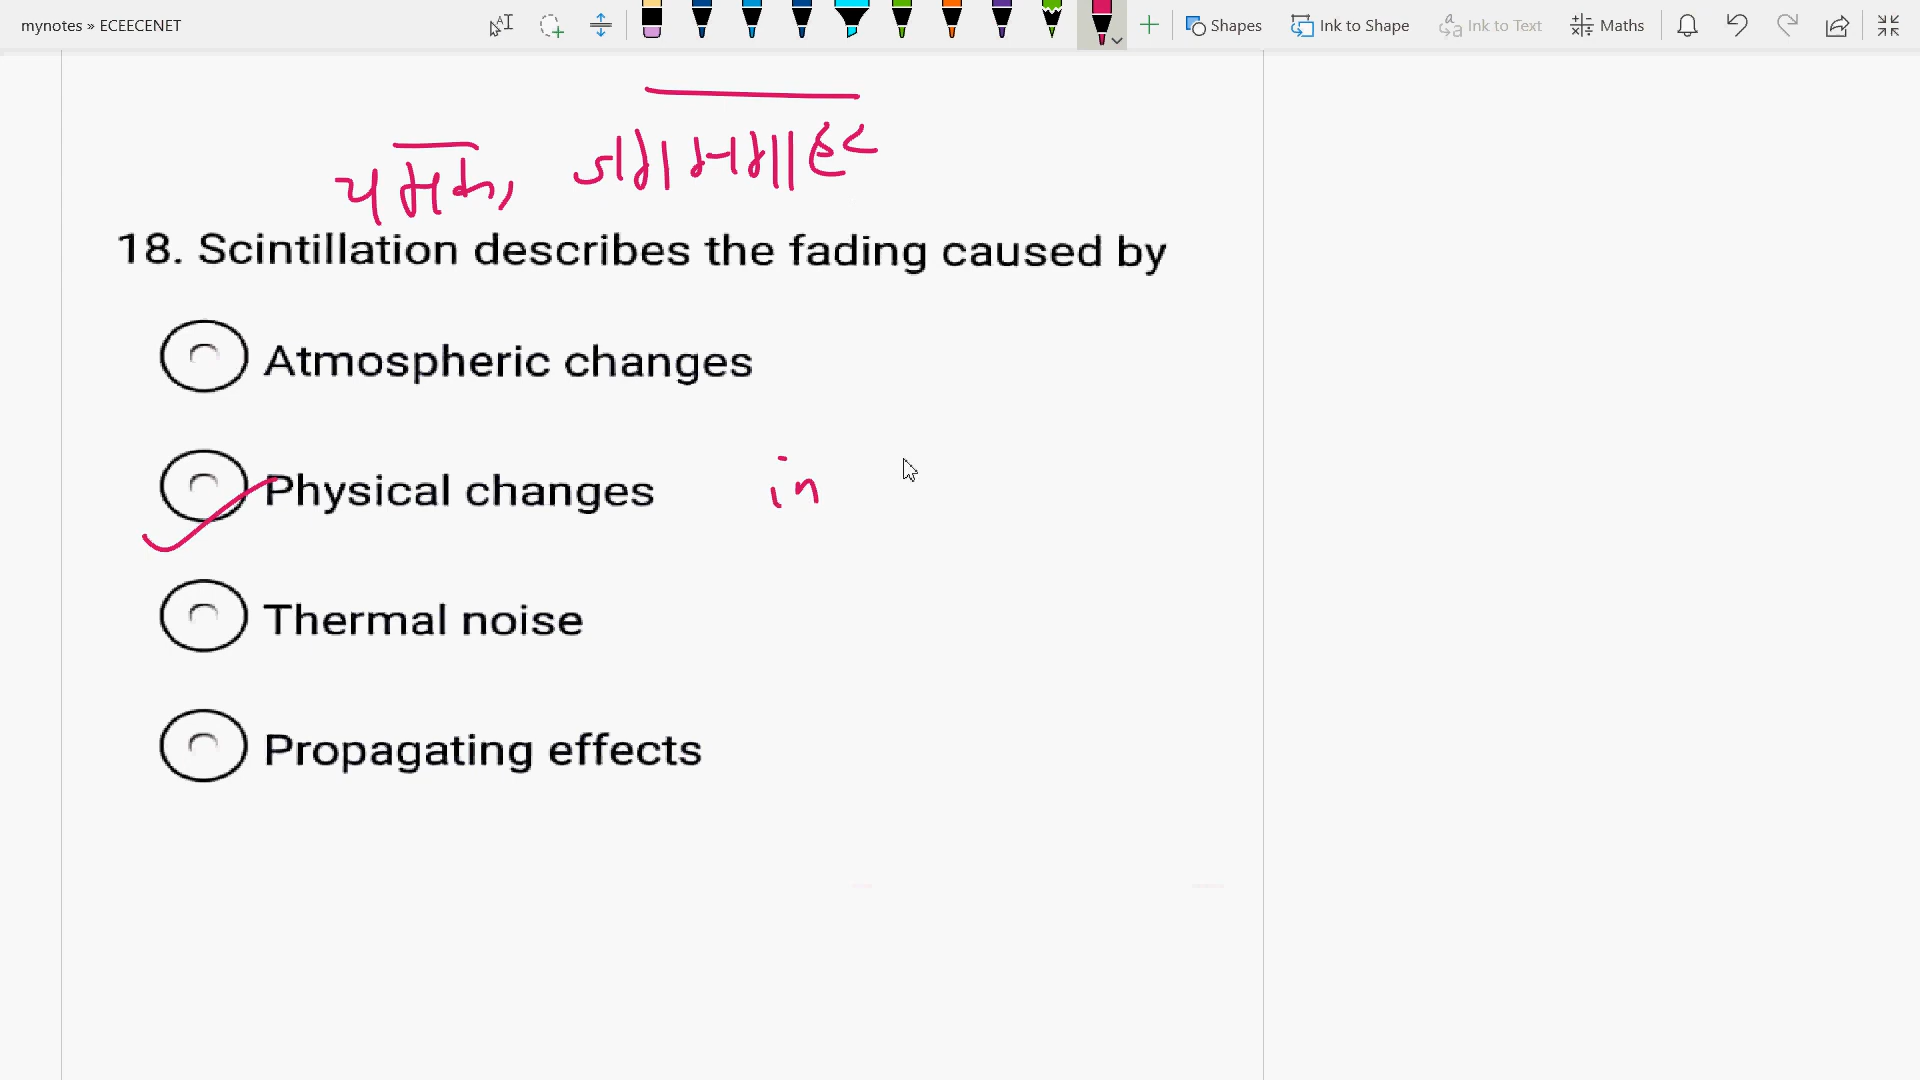 mynotes » ECEECENET Shapes Ink to Shape Ink to Text Maths
चमक, जगमगाहट
18. Scintillation describes the fading caused by
Atmospheric changes
Physical changes in
Thermal noise
Propagating effects